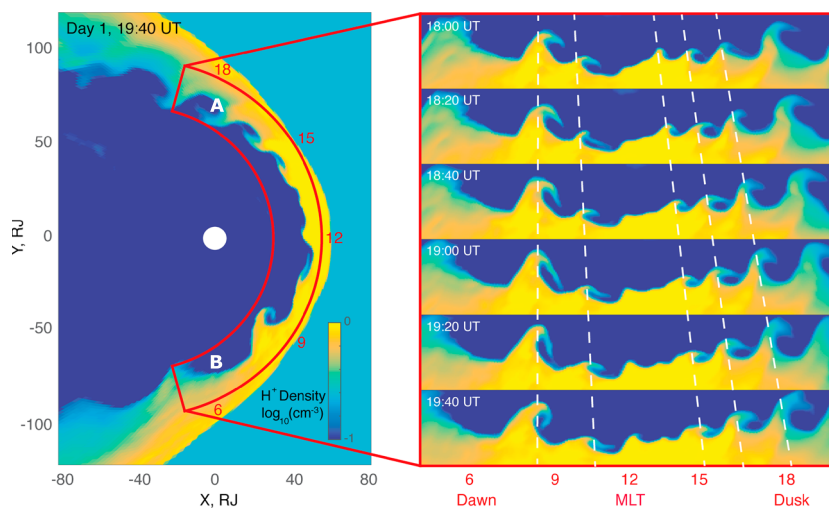 Day 1, 19:40 UT
100
50
0
-50
-100
Y, RJ
-80 -40 0 40 80
X, RJ
18
A
15
12
9
B
6
0
-1
H+ Density
log10(cm-3)
18:00 UT
18:20 UT
18:40 UT
19:00 UT
19:20 UT
19:40 UT
6 9 12 15 18
Dawn MLT Dusk